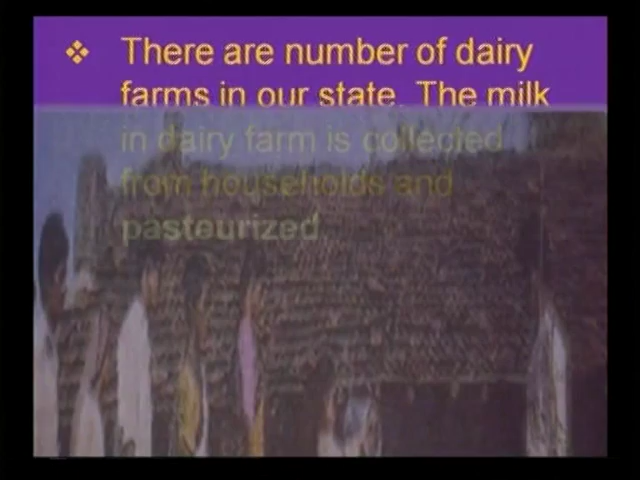 There are number of dairy
farms in our state. The milk
in dairy farm is collected
from households and
pasteurized